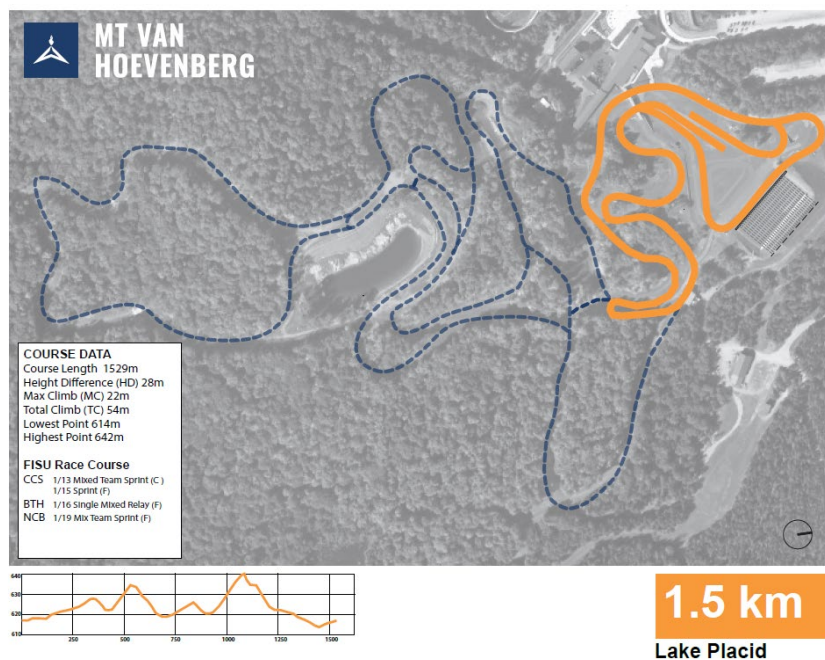 MT VAN
HOEVENBERG
COURSE DATA
Course Length 1529m
Height Difference (HD) 28m
Max Climb (MC) 22m
Total Climb (TC) 54m
Lowest Point 614m
Highest Point 642m
FISU Race Course
CCS 1/13 Mixed Team Sprint (C )
1/15 Sprint (F)
BTH 1/16 Single Mixed Relay (F)
NCB 1/19 Mix Team Sprint (F)
640
630
620
610
250 500 750 1000 1250 1500
1.5 km
Lake Placid